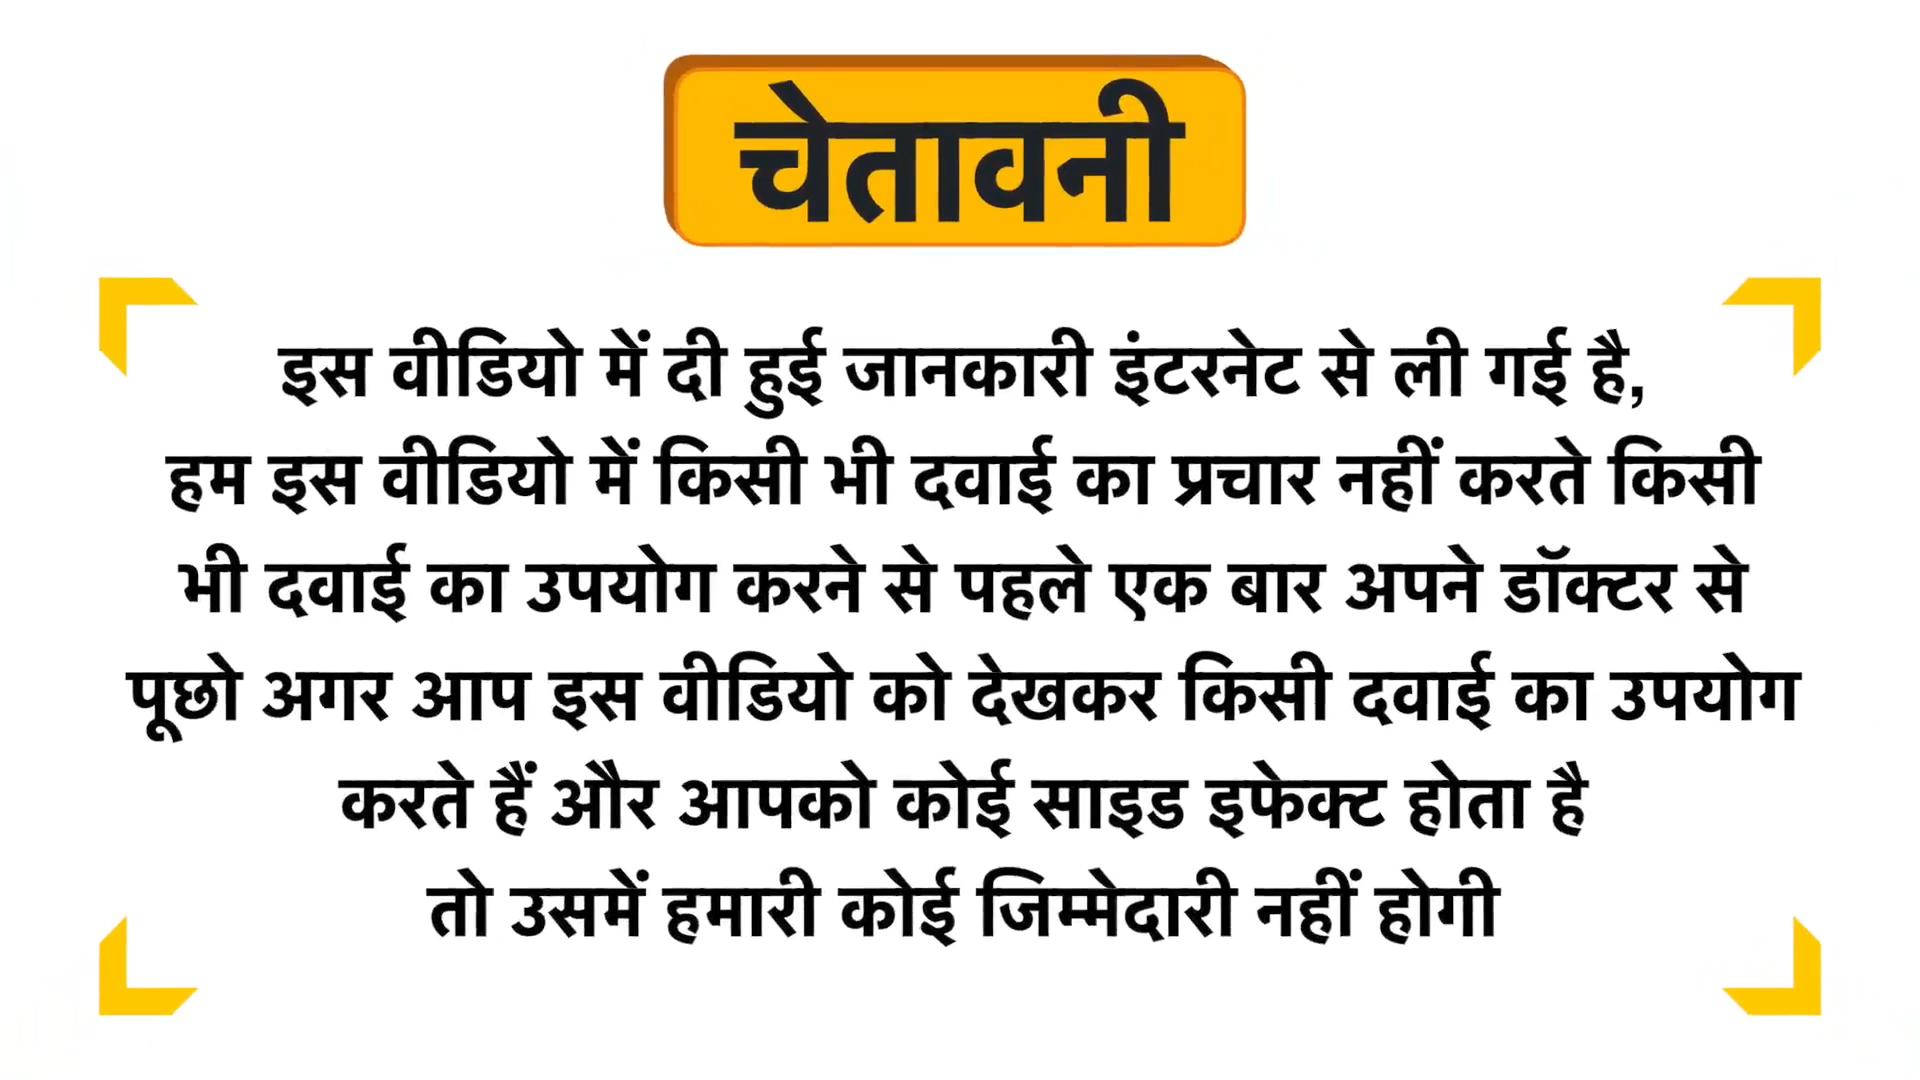 चेतावनी
इस वीडियो में दी हुई जानकारी इंटरनेट से ली गई है,
हम इस वीडियो में किसी भी दवाई का प्रचार नहीं करते किसी
भी दवाई का उपयोग करने से पहले एक बार अपने डॉक्टर से
पूछो अगर आप इस वीडियो को देखकर किसी दवाई का उपयोग
करते हैं और आपको कोई साइड इफेक्ट होता है
तो उसमें हमारी कोई जिम्मेदारी नहीं होगी